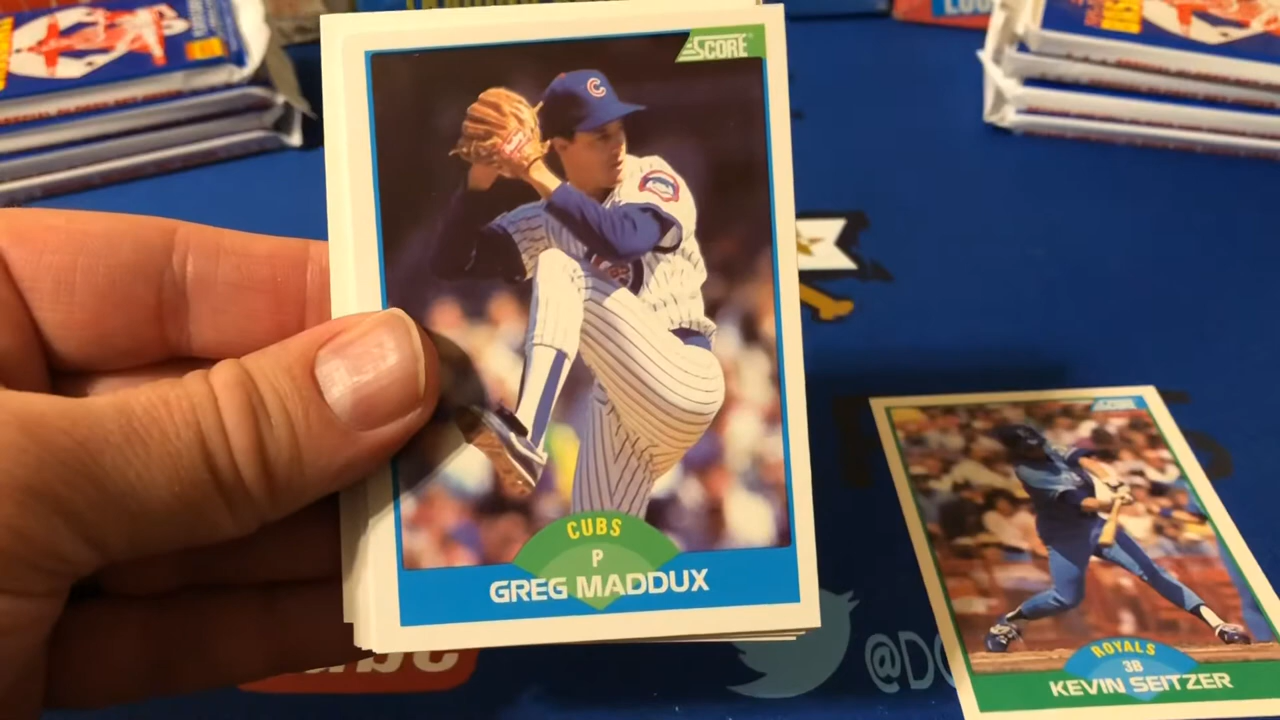 SCORE
C
CUBS
P
GREG MADDUX
SCORE
ROYALS
3B
KEVIN SEITZER